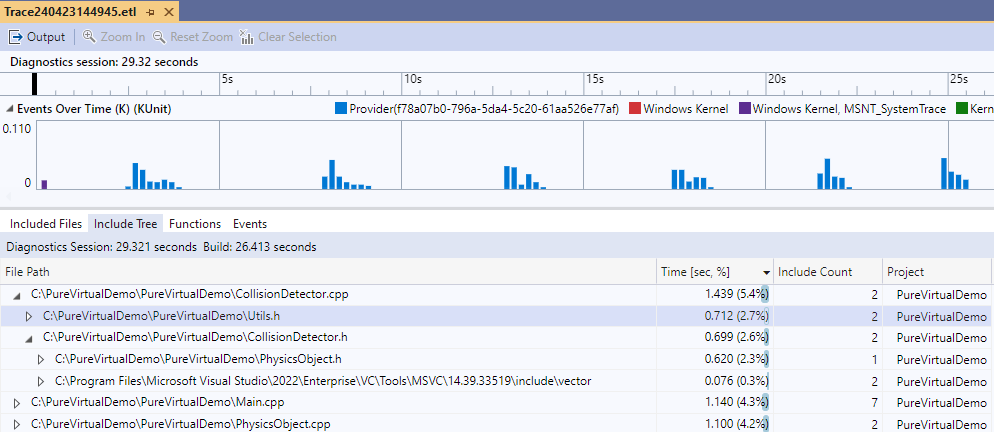 Trace240423144945.etl
Output Zoom In Reset Zoom Clear Selection
Diagnostics session: 29.32 seconds
5s 10s 15s 20s 25s
Events Over Time (K) (KUnit) Provider(f78a07b0-796a-5da4-5c20-61aa526e77af) Windows Kernel Windows Kernel, MSNT_SystemTrace Kern
0.110
0
Included Files Include Tree Functions Events
Diagnostics Session: 29.321 seconds Build: 26.413 seconds
File Path Time [sec, %] Include Count Project
C:\PureVirtualDemo\PureVirtualDemo\CollisionDetector.cpp 1.439 (5.4%) 2 PureVirtualDemo
C:\PureVirtualDemo\PureVirtualDemo\Utils.h 0.712 (2.7%) 2 PureVirtualDemo
C:\PureVirtualDemo\PureVirtualDemo\CollisionDetector.h 0.699 (2.6%) 2 PureVirtualDemo
C:\PureVirtualDemo\PureVirtualDemo\PhysicsObject.h 0.620 (2.3%) 1 PureVirtualDemo
C:\Program Files\Microsoft Visual Studio\2022\Enterprise\VC\Tools\MSVC\14.39.33519\include\vector 0.076 (0.3%) 2 PureVirtualDemo
C:\PureVirtualDemo\PureVirtualDemo\Main.cpp 1.140 (4.3%) 7 PureVirtualDemo
C:\PureVirtualDemo\PureVirtualDemo\PhysicsObject.cpp 1.100 (4.2%) 2 PureVirtualDemo